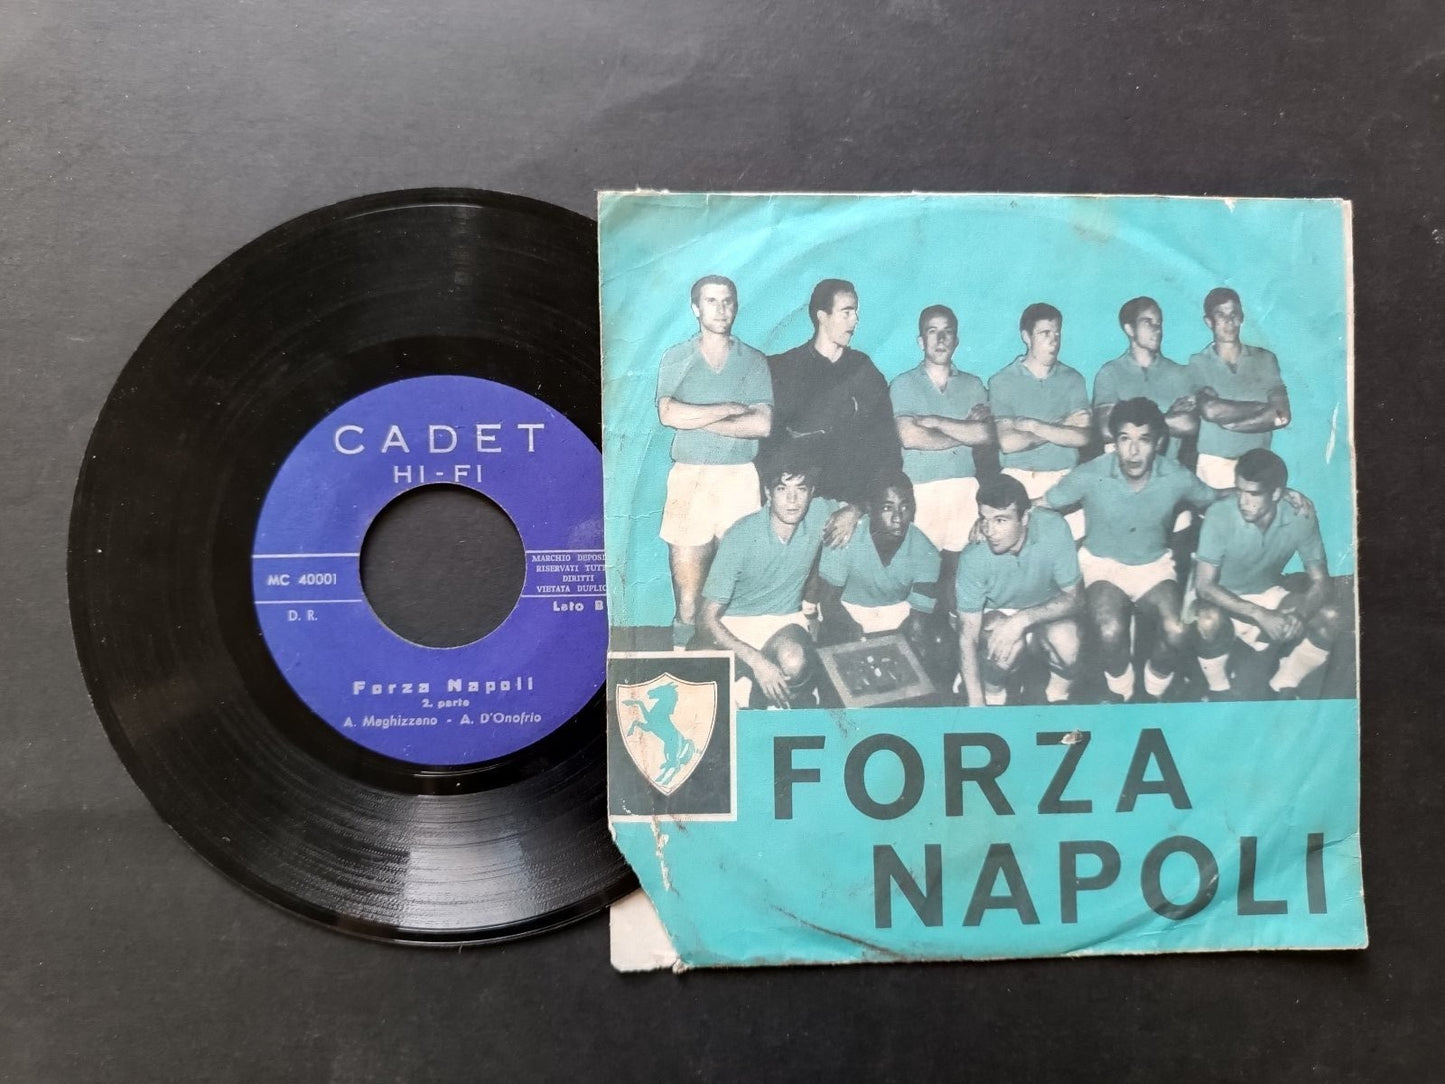 CADET
HI-FI
MC 40001
D. R.
MARCHIO DEPOSI
RISERVATI TUTT
DIRITTI
VIETATA DUPLIC
Lato B
Forza Napoli
2. parte
A. Meghizzano - A. D'Onofrio
FORZA
NAPOLI